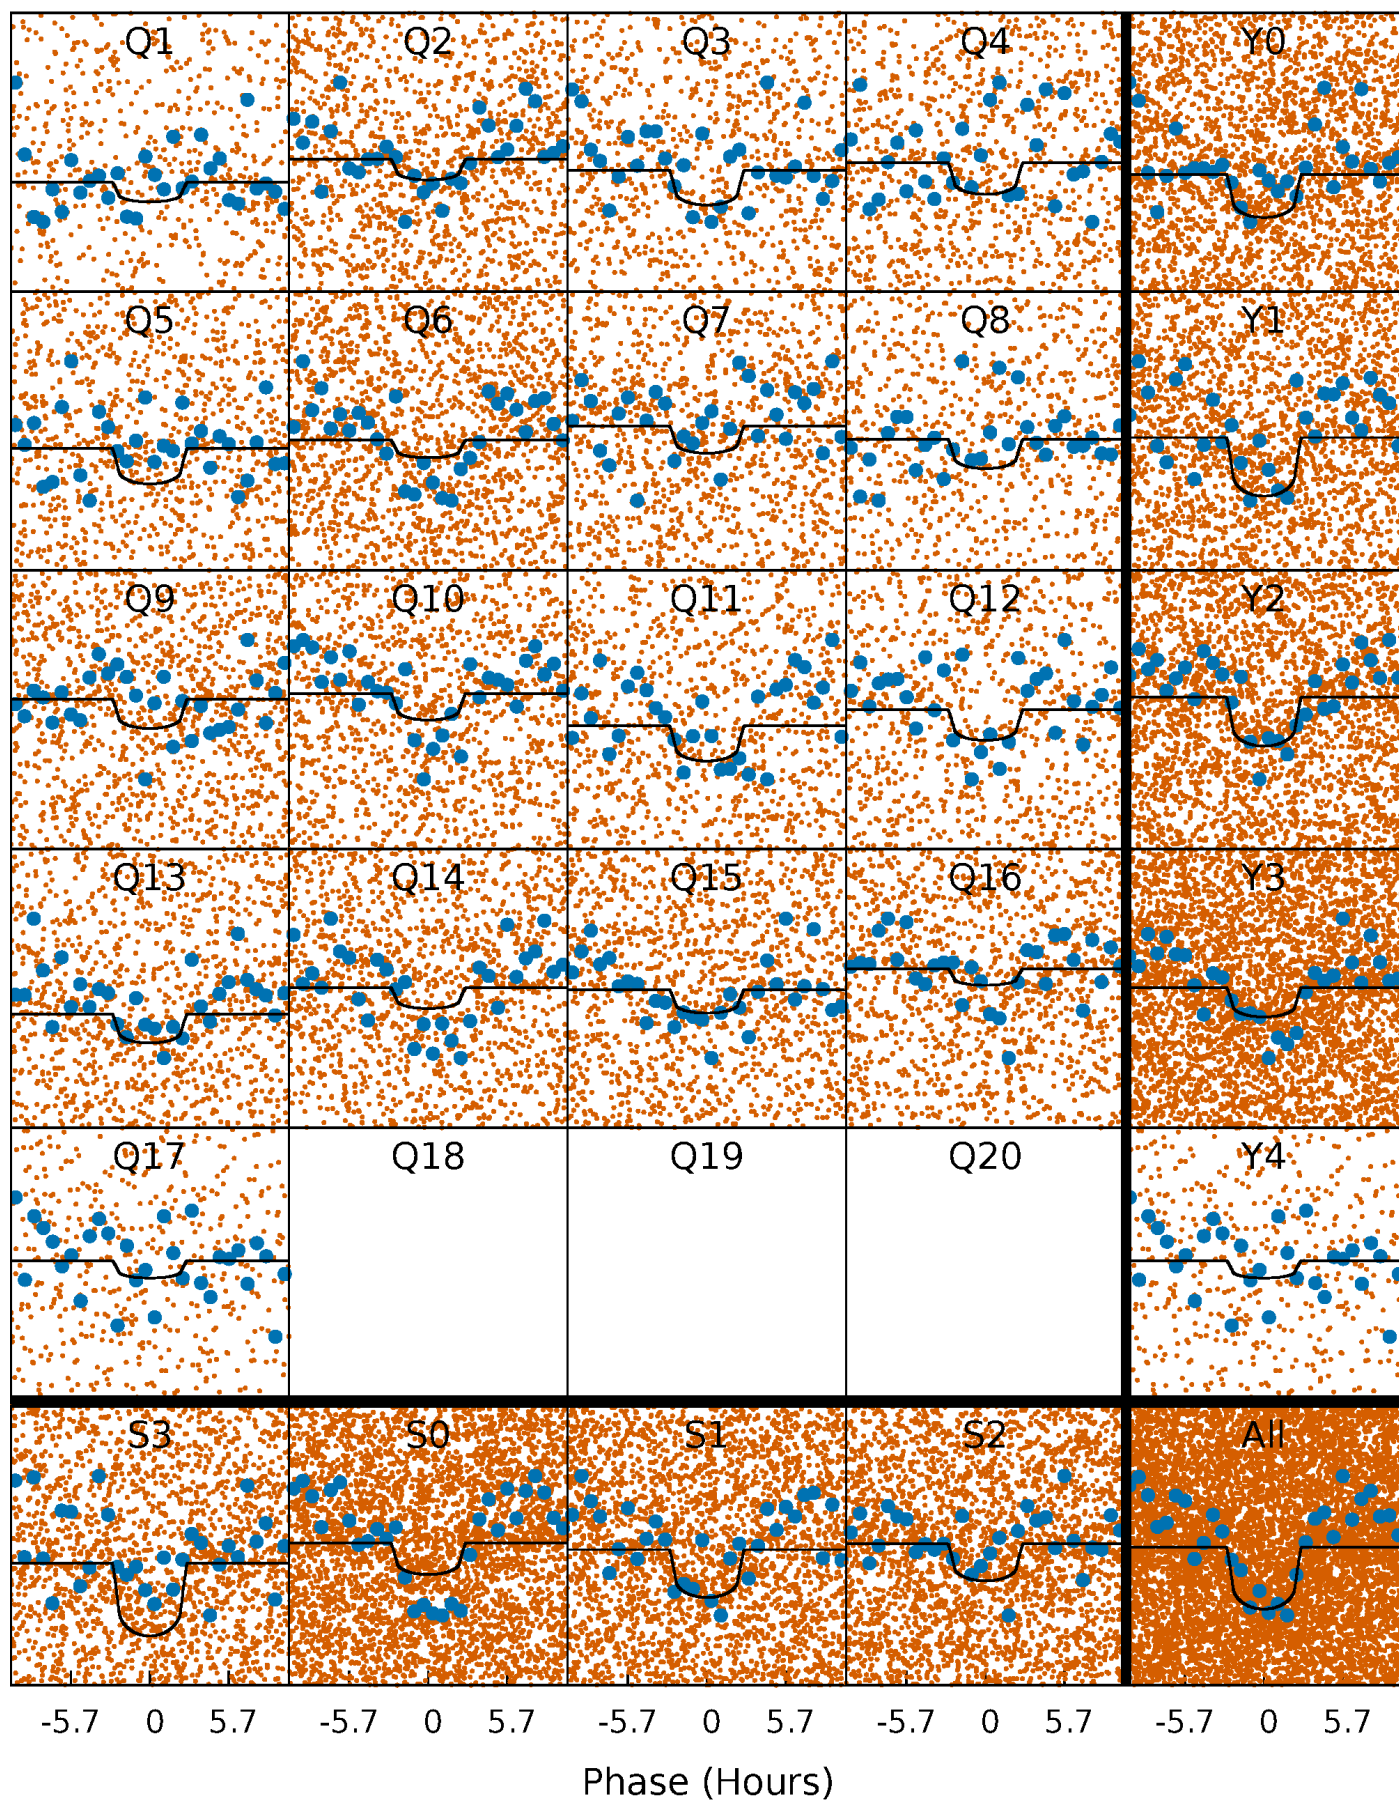 Q1 Q2 Q3 Q4 Y0
Q5 Q6 Q7 Q8 Y1
Q9 Q10 Q11 Q12 Y2
Q13 Q14 Q15 Q16 Y3
Q17 Q18 Q19 Q20 Y4
S3 S0 S1 S2 All
-5.7 0 5.7 -5.7 0 5.7 -5.7 0 5.7 -5.7 0 5.7 -5.7 0 5.7
Phase (Hours)